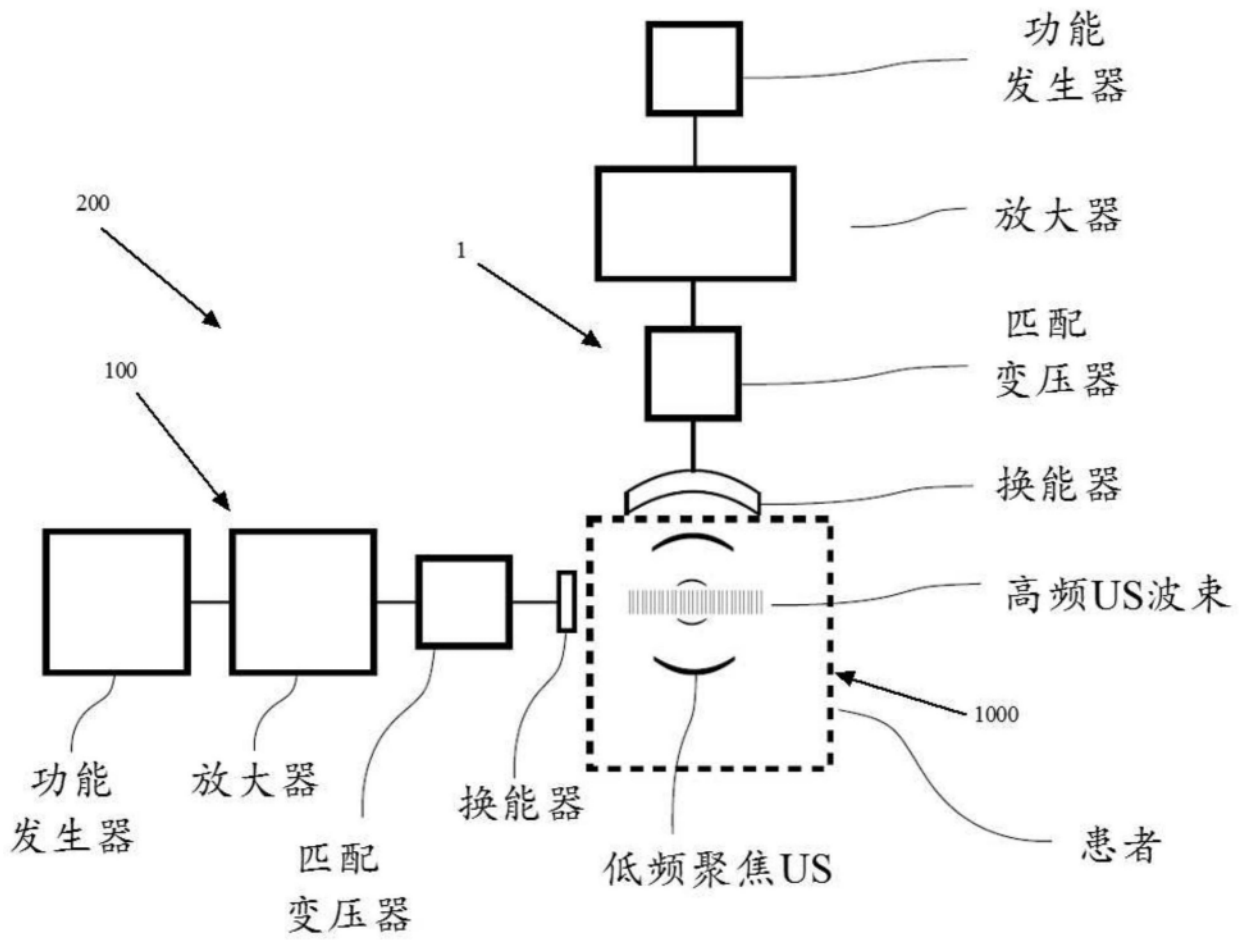 功能
发生器
200
放大器
1
匹配
变压器
100
换能器
高频US波束
1000
功能
发生器
放大器
匹配
变压器
换能器
低频聚焦US
患者